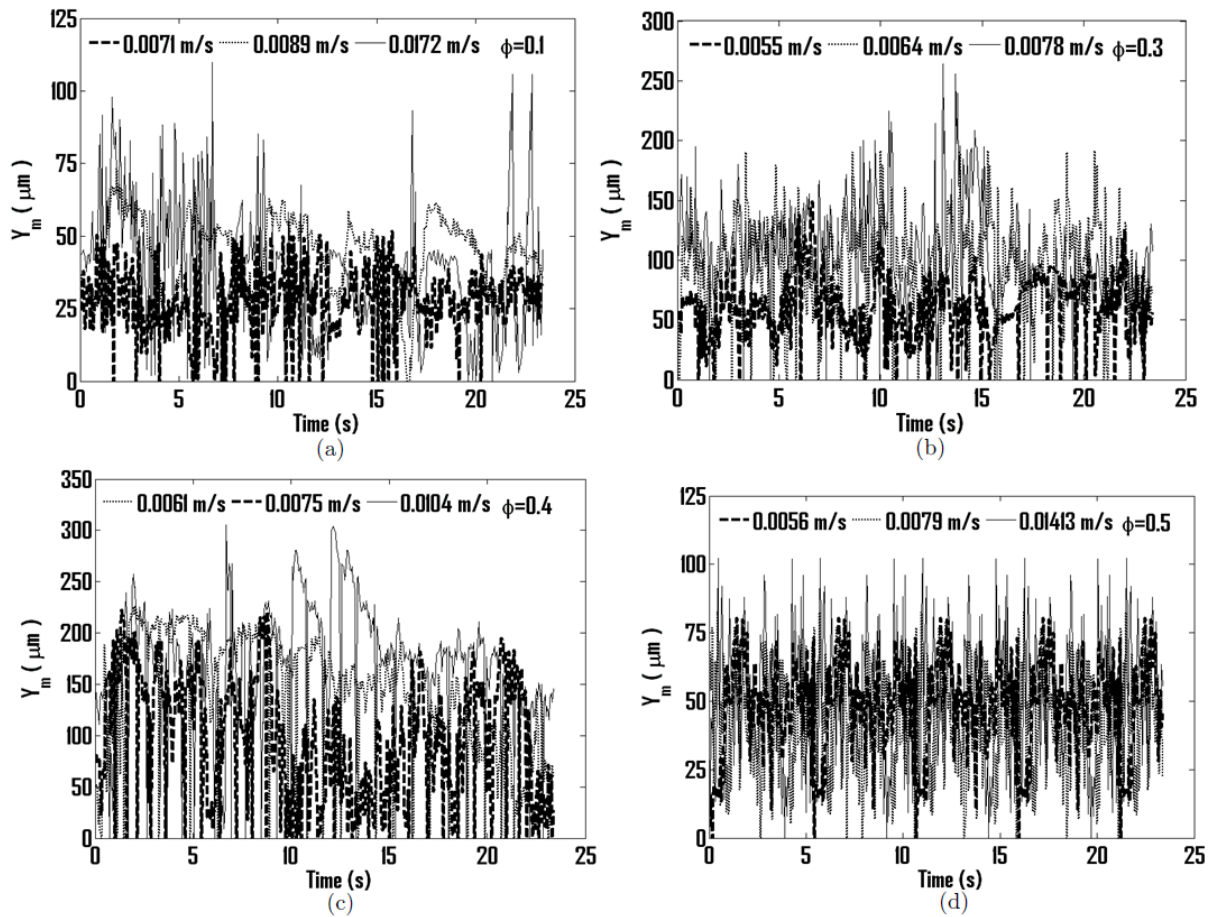 125
100
75
50
25
0
Y_m ( μm )
0.0071 m/s 0.0089 m/s 0.0172 m/s ϕ=0.1
0 5 10 15 20 25
Time (s)
(a)
300
250
200
150
100
50
0
Y_m ( μm )
0.0055 m/s 0.0064 m/s 0.0078 m/s ϕ=0.3
0 5 10 15 20 25
Time (s)
(b)
350
300
250
200
150
100
50
0
Y_m ( μm )
0.0061 m/s 0.0075 m/s 0.0104 m/s ϕ=0.4
0 5 10 15 20 25
Time (s)
(c)
125
100
75
50
25
0
Y_m ( μm )
0.0056 m/s 0.0079 m/s 0.01413 m/s ϕ=0.5
0 5 10 15 20 25
Time (s)
(d)